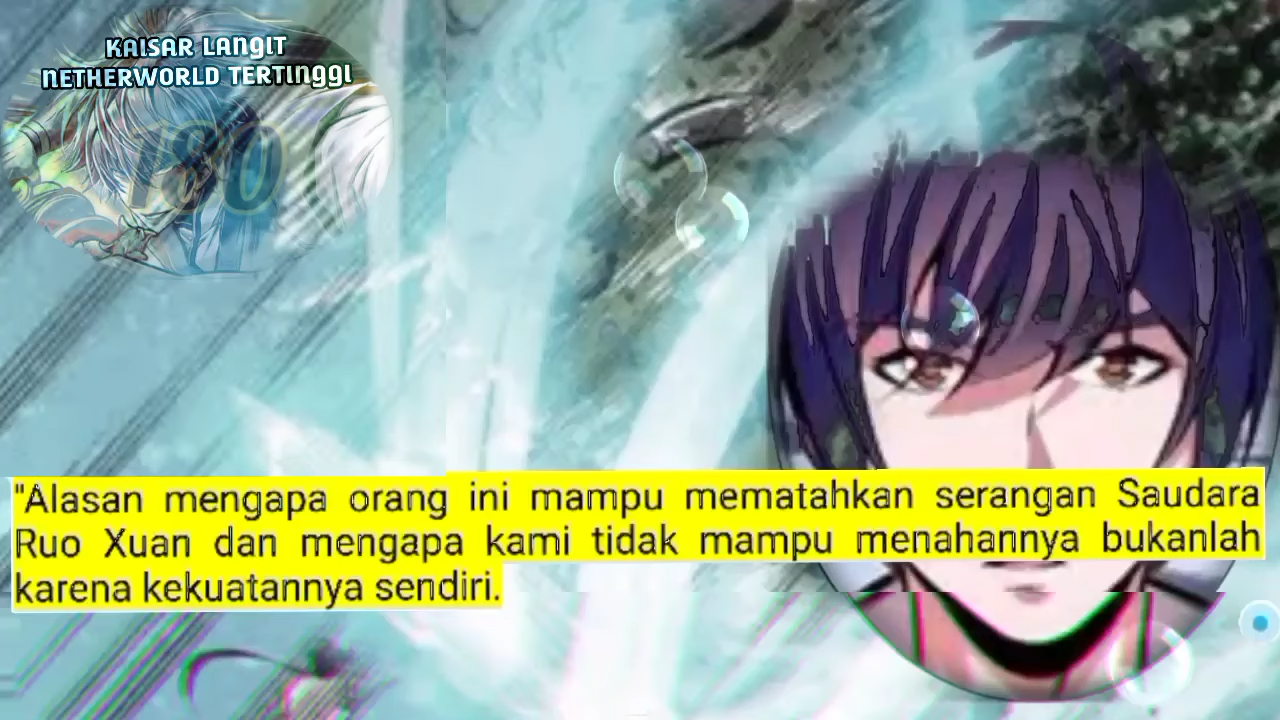 KAISAR LANGIT
NETHERWORLD TERTINGGI
180
"Alasan mengapa orang ini mampu mematahkan serangan Saudara
Ruo Xuan dan mengapa kami tidak mampu menahannya bukanlah
karena kekuatannya sendiri.